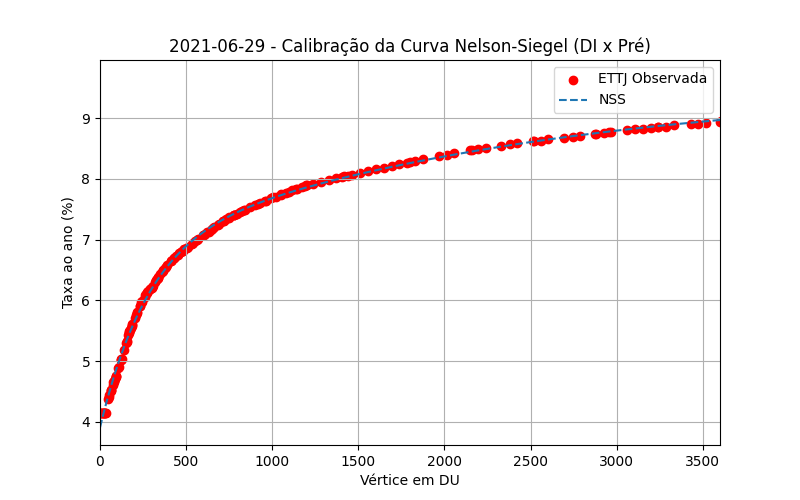 2021-06-29 - Calibração da Curva Nelson-Siegel (DI x Pré)
ETTJ Observada
NSS
9
8
7
6
5
4
Taxa ao ano (%)
0 500 1000 1500 2000 2500 3000 3500
Vértice em DU